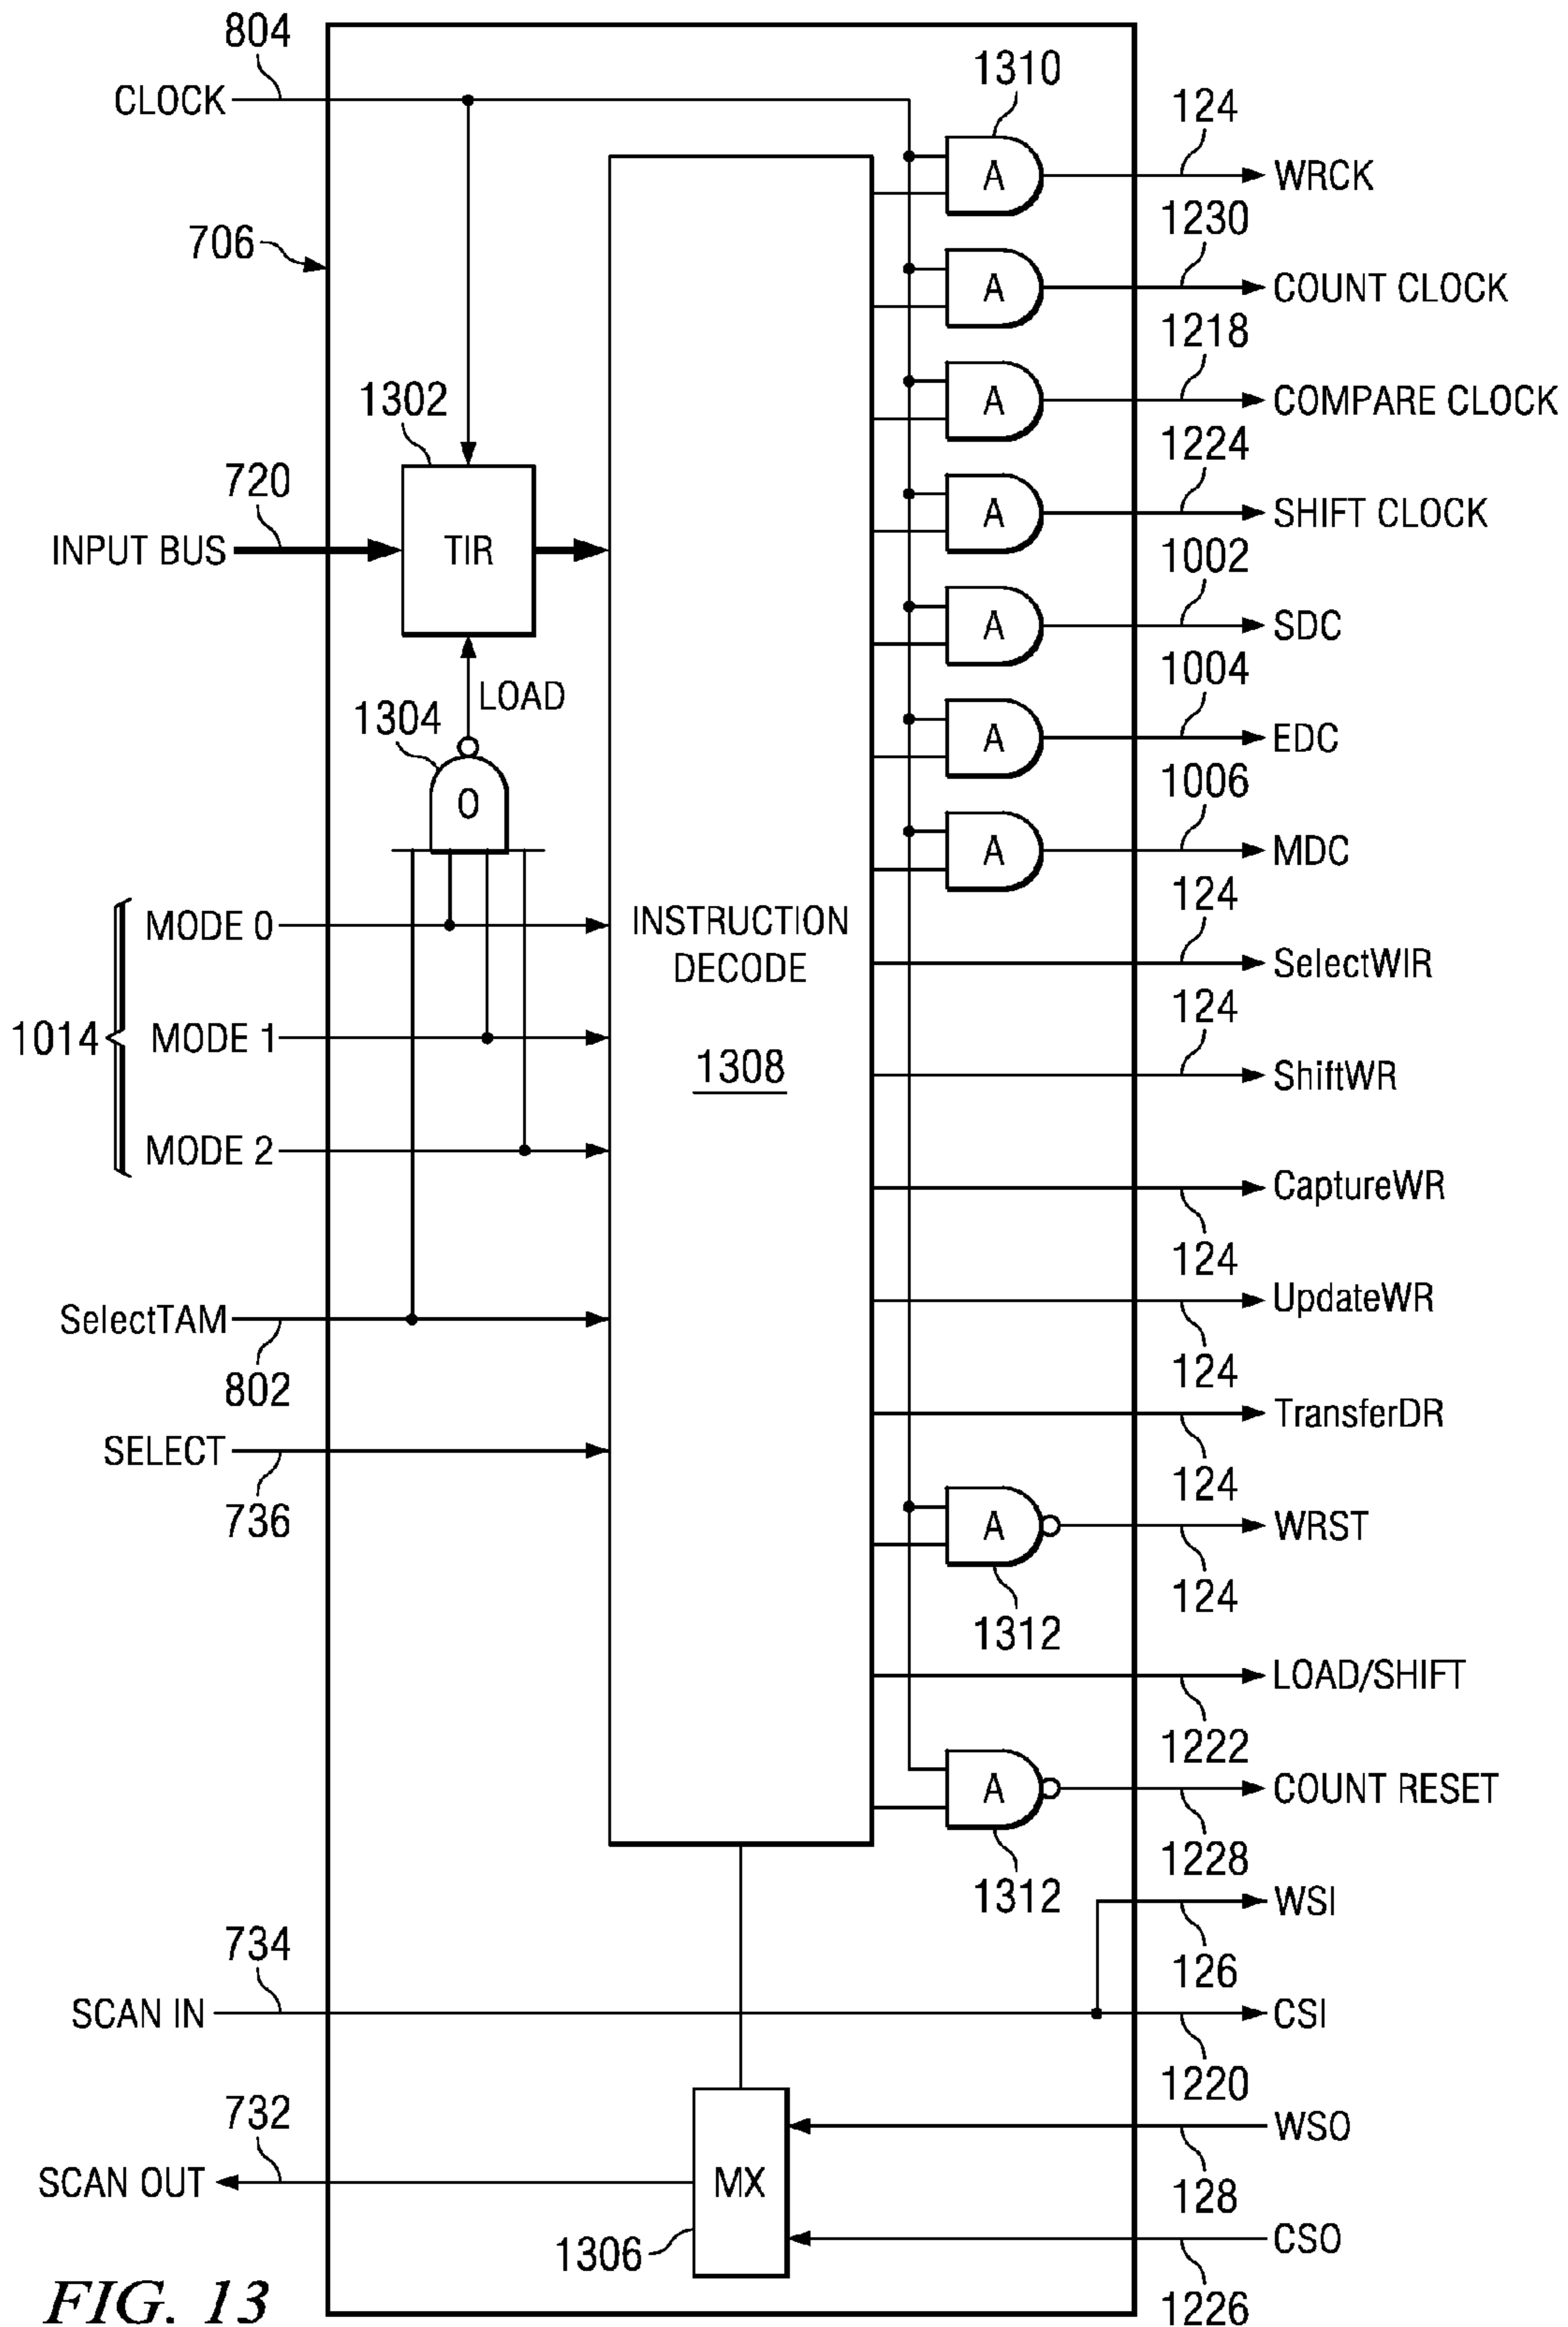 804
CLOCK
1310
A
124
WRCK
706
1230
A
COUNT CLOCK
1218
A
COMPARE CLOCK
1302
1224
A
SHIFT CLOCK
720
INPUT BUS
TIR
1002
A
SDC
LOAD
1304
O
1004
A
EDC
1006
A
MDC
1014
MODE 0
MODE 1
MODE 2
INSTRUCTION
DECODE
1308
124
SelectWIR
124
ShiftWR
CaptureWR
124
SelectTAM
802
UpdateWR
124
SELECT
736
TransferDR
124
A
WRST
1312
124
LOAD/SHIFT
1222
A
COUNT RESET
1312
1228
WSI
126
734
SCAN IN
CSI
1220
732
SCAN OUT
MX
1306
WSO
128
CSO
1226
FIG. 13